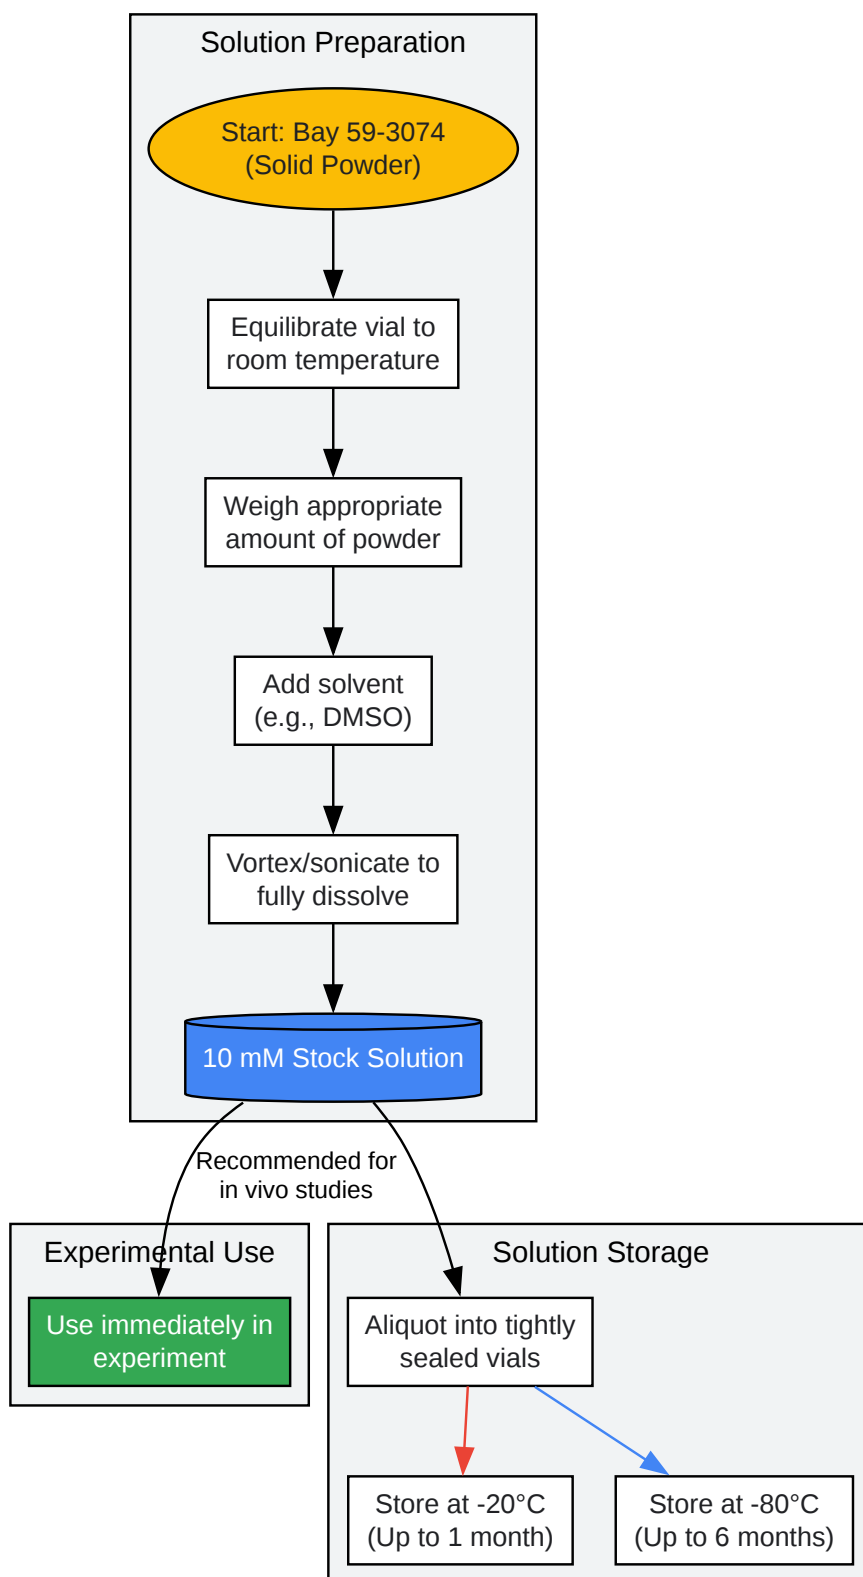 Solution Preparation
Start: Bay 59-3074
(Solid Powder)
Equilibrate vial to
room temperature
Weigh appropriate
amount of powder
Add solvent
(e.g., DMSO)
Vortex/sonicate to
fully dissolve
10 mM Stock Solution
Recommended for
in vivo studies
Experimental Use
Use immediately in
experiment
Solution Storage
Aliquot into tightly
sealed vials
Store at -20°C
(Up to 1 month)
Store at -80°C
(Up to 6 months)